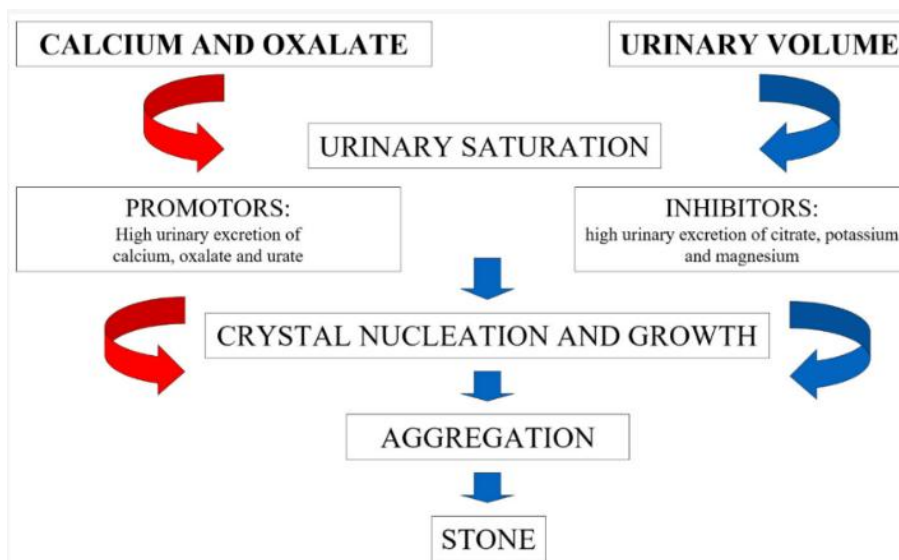 CALCIUM AND OXALATE
URINARY VOLUME
URINARY SATURATION
PROMOTORS:
High urinary excretion of
calcium, oxalate and urate
INHIBITORS:
high urinary excretion of citrate, potassium
and magnesium
CRYSTAL NUCLEATION AND GROWTH
AGGREGATION
STONE